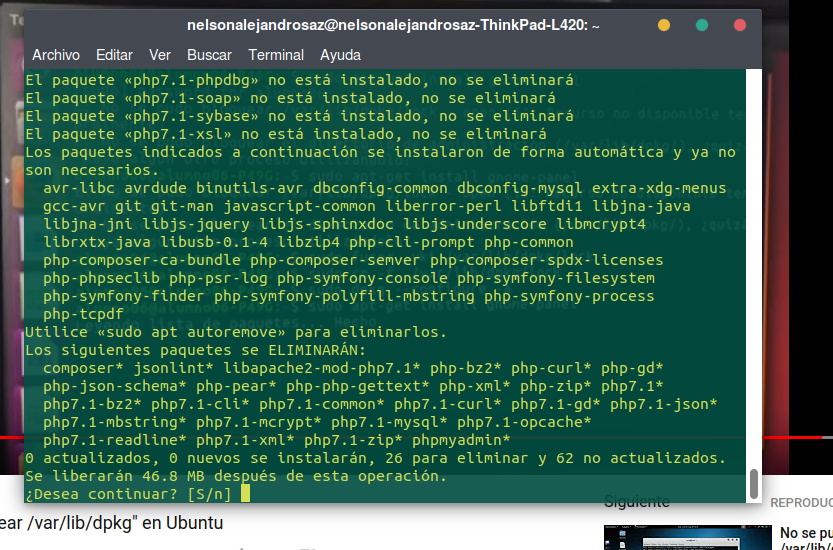 nelsonalejandrosaz@nelsonalejandrosaz-ThinkPad-L420: ~
Archivo Editar Ver Buscar Terminal Ayuda
El paquete «php7.1-phpdbg» no está instalado, no se eliminará
El paquete «php7.1-soap» no está instalado, no se eliminará
El paquete «php7.1-sybase» no está instalado, no se eliminará
El paquete «php7.1-xsl» no está instalado, no se eliminará
Los paquetes indicados a continuación se instalaron de forma automática y ya no
son necesarios.
avr-libc avrdude binutils-avr dbconfig-common dbconfig-mysql extra-xdg-menus
gcc-avr git git-man javascript-common liberror-perl libftdi1 libjna-java
libjna-jni libjs-jquery libjs-sphinxdoc libjs-underscore libmcrypt4
librxtx-java libusb-0.1-4 libzip4 php-cli-prompt php-common
php-composer-ca-bundle php-composer-semver php-composer-spdx-licenses
php-phpseclib php-psr-log php-symfony-console php-symfony-filesystem
php-symfony-finder php-symfony-polyfill-mbstring php-symfony-process
php-tcpdf
Utilice «sudo apt autoremove» para eliminarlos.
Los siguientes paquetes se ELIMINARÁN:
composer* jsonlint* libapache2-mod-php7.1* php-bz2* php-curl* php-gd*
php-json-schema* php-pear* php-php-gettext* php-xml* php-zip* php7.1*
php7.1-bz2* php7.1-cli* php7.1-common* php7.1-curl* php7.1-gd* php7.1-json*
php7.1-mbstring* php7.1-mcrypt* php7.1-mysql* php7.1-opcache*
php7.1-readline* php7.1-xml* php7.1-zip* phpmyadmin*
0 actualizados, 0 nuevos se instalarán, 26 para eliminar y 62 no actualizados.
Se liberarán 46.8 MB después de esta operación.
¿Desea continuar? [S/n]
Siguiente REPRODUC
ear /var/lib/dpkg" en Ubuntu
No se pu